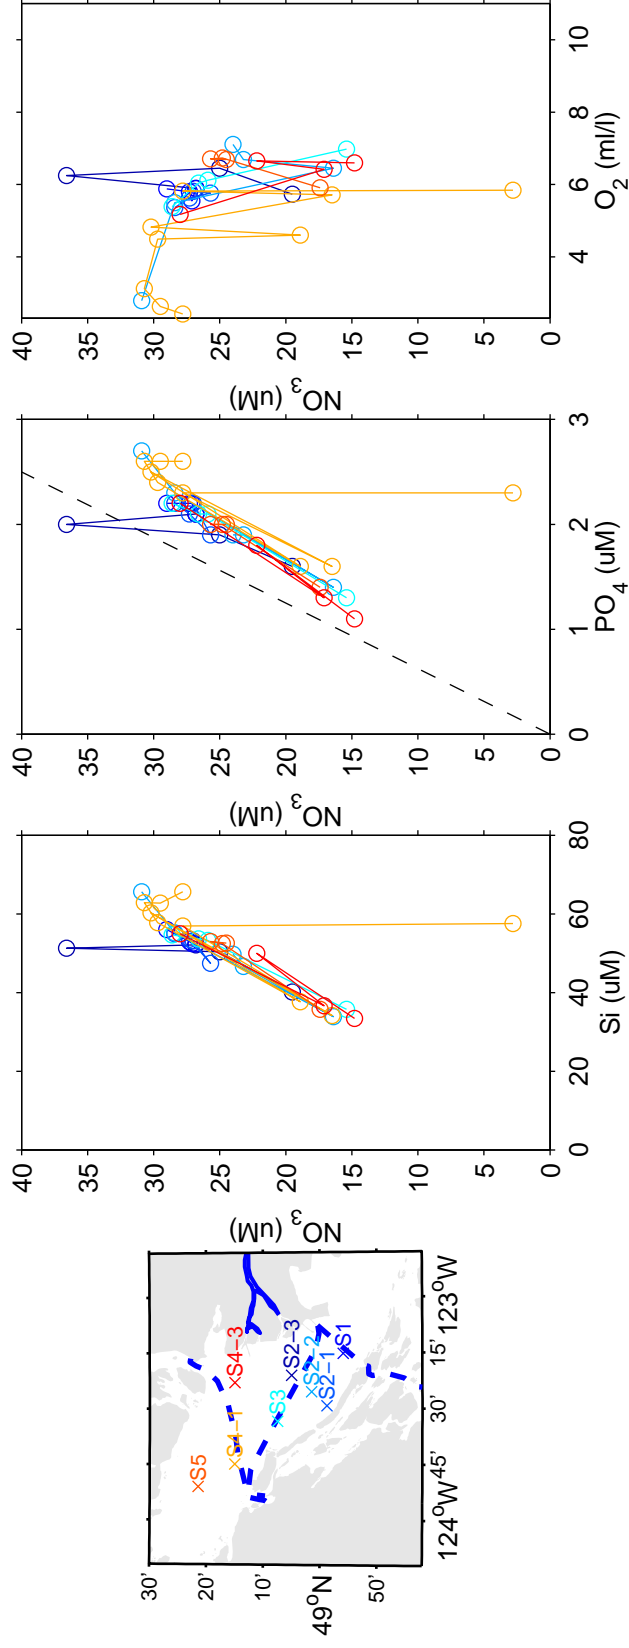 30'
20'
10'
49°N
50'
124°W
45'
30'
15'
123°W
×S5
×S4−1
×S4−3
×S3
×S2−3
×S2−2
×S2−1
×S1
NO3 (uM)
40
35
30
25
20
15
10
5
0
0 20 40 60 80
Si (uM)
NO3 (uM)
40
35
30
25
20
15
10
5
0
0 1 2 3
PO4 (uM)
NO3 (uM)
40
35
30
25
20
15
10
5
0
4 6 8 10
O2 (ml/l)